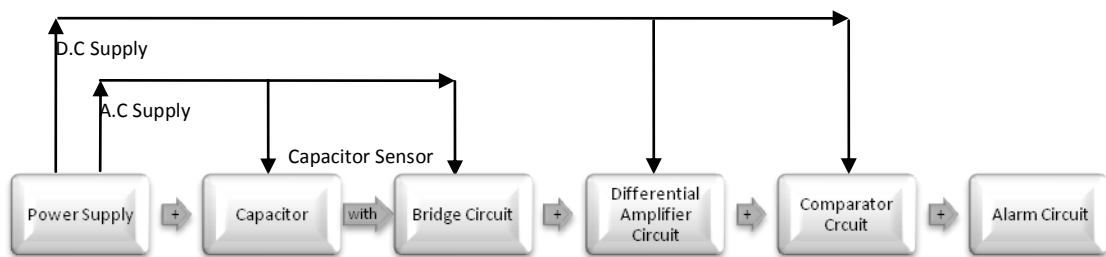 D.C Supply
A.C Supply
Capacitor Sensor
Power Supply
+
Capacitor
with
Bridge Circuit
+
Differential
Amplifier
Circuit
+
Comparator
Crcuit
+
Alarm Circuit